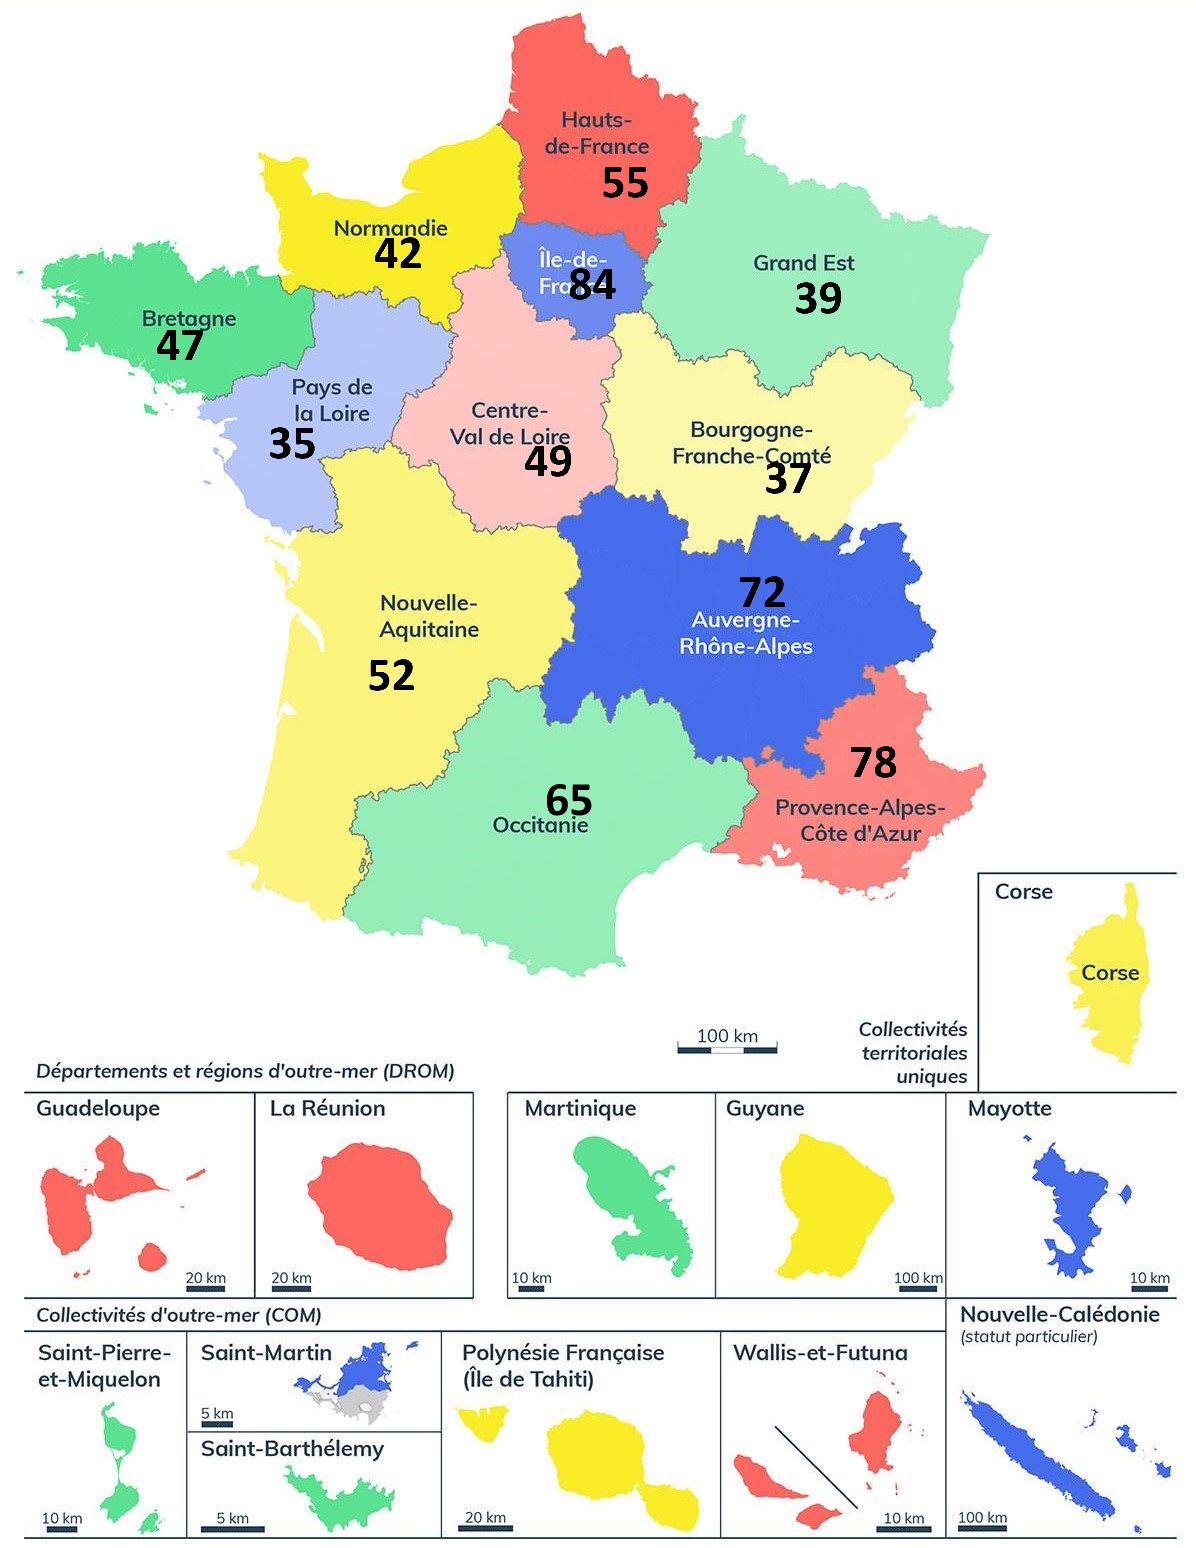 Hauts-
de-France
55
Normandie
42
Île-de-
France
84
Grand Est
39
Bretagne
47
Pays de
la Loire
35
Centre-
Val de Loire
49
Bourgogne-
Franche-Comté
37
Nouvelle-
Aquitaine
52
72
Auvergne-
Rhône-Alpes
65
Occitanie
78
Provence-Alpes-
Côte d'Azur
Corse
Corse
100 km
Collectivités
territoriales
uniques
Départements et régions d'outre-mer (DROM)
Guadeloupe
20 km
La Réunion
20 km
Martinique
10 km
Guyane
100 km
Mayotte
10 km
Collectivités d'outre-mer (COM)
Saint-Pierre-
et-Miquelon
10 km
Saint-Martin
5 km
Saint-Barthélemy
5 km
Polynésie Française
(Île de Tahiti)
20 km
Wallis-et-Futuna
10 km
Nouvelle-Calédonie
(statut particulier)
100 km